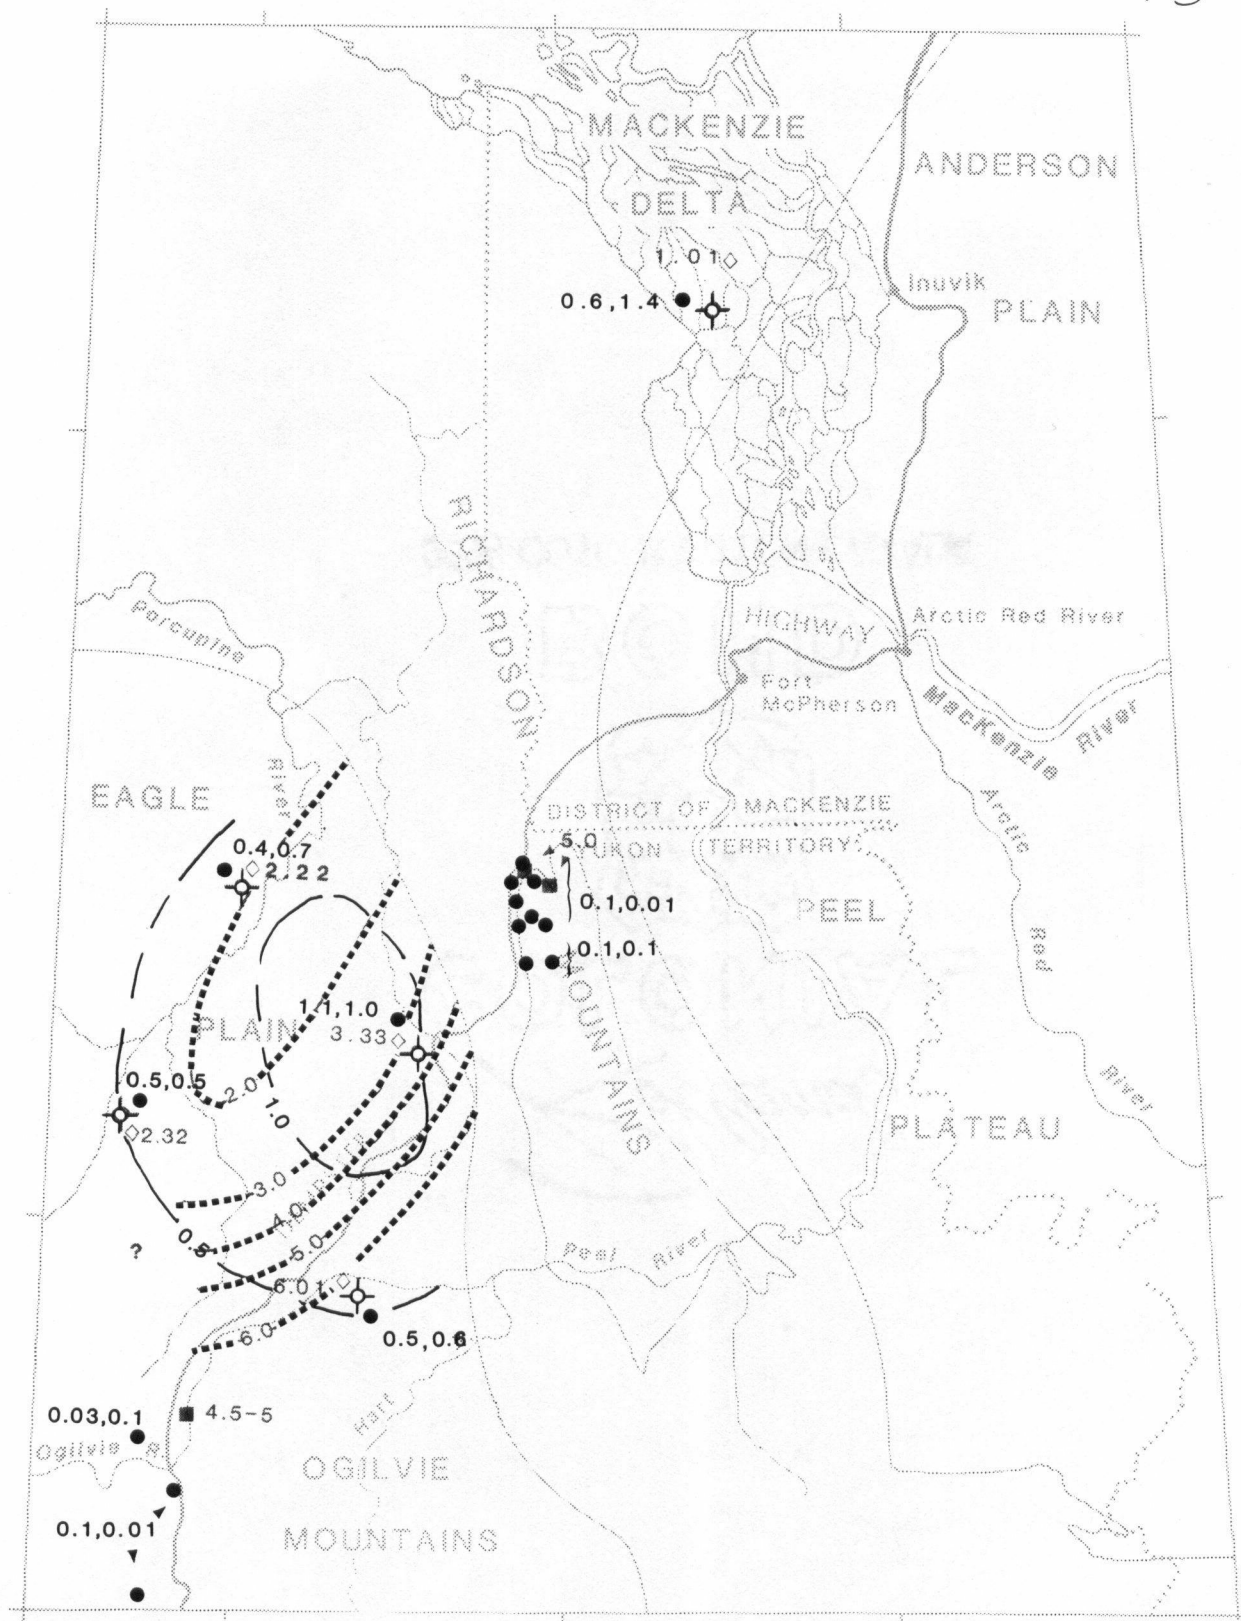 MACKENZIE
DELTA
ANDERSON
PLAIN
1.01
0.6,1.4
Inuvik
RICHARDSON
MOUNTAINS
Porcupine
River
HIGHWAY
Arctic Red River
Fort
McPherson
MacKenzie River
EAGLE
PLAIN
DISTRICT OF MACKENZIE
YUKON TERRITORY
Arctic
Red
River
0.4,0.7
2.22
5.0
0.1,0.01
0.1,0.1
PEEL
PLATEAU
1.1,1.0
3.33
0.5,0.5
2.32
2.0
1.0
3.0
4.0
0.5
5.0
?
6.01
6.0
0.5,0.6
Peel River
0.03,0.1
4.5-5
Ogilvie R.
Hart
OGILVIE
MOUNTAINS
0.1,0.01